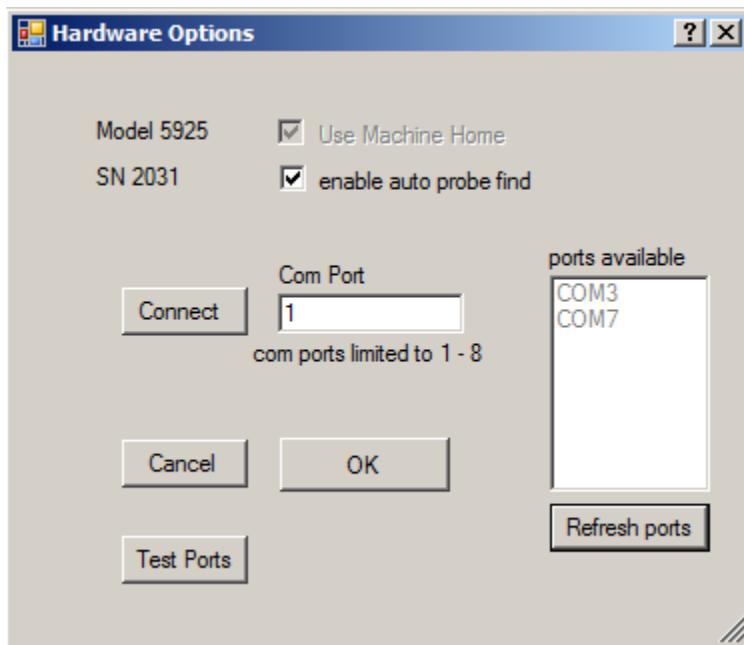 Hardware Options
?
Model 5925
Use Machine Home
SN 2031
enable auto probe find
ports available
Com Port
COM3
COM7
Connect
1
com ports limited to 1 - 8
Cancel
OK
Refresh ports
Test Ports